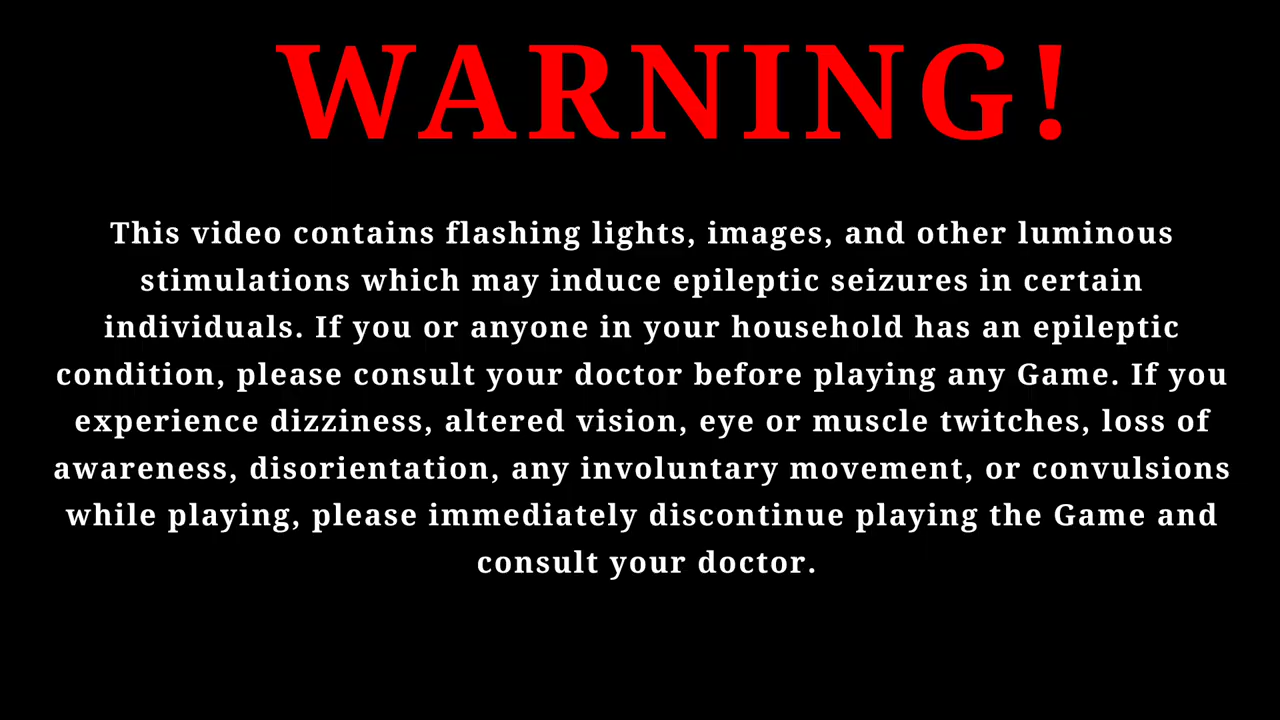 WARNING!
This video contains flashing lights, images, and other luminous
stimulations which may induce epileptic seizures in certain
individuals. If you or anyone in your household has an epileptic
condition, please consult your doctor before playing any Game. If you
experience dizziness, altered vision, eye or muscle twitches, loss of
awareness, disorientation, any involuntary movement, or convulsions
while playing, please immediately discontinue playing the Game and
consult your doctor.